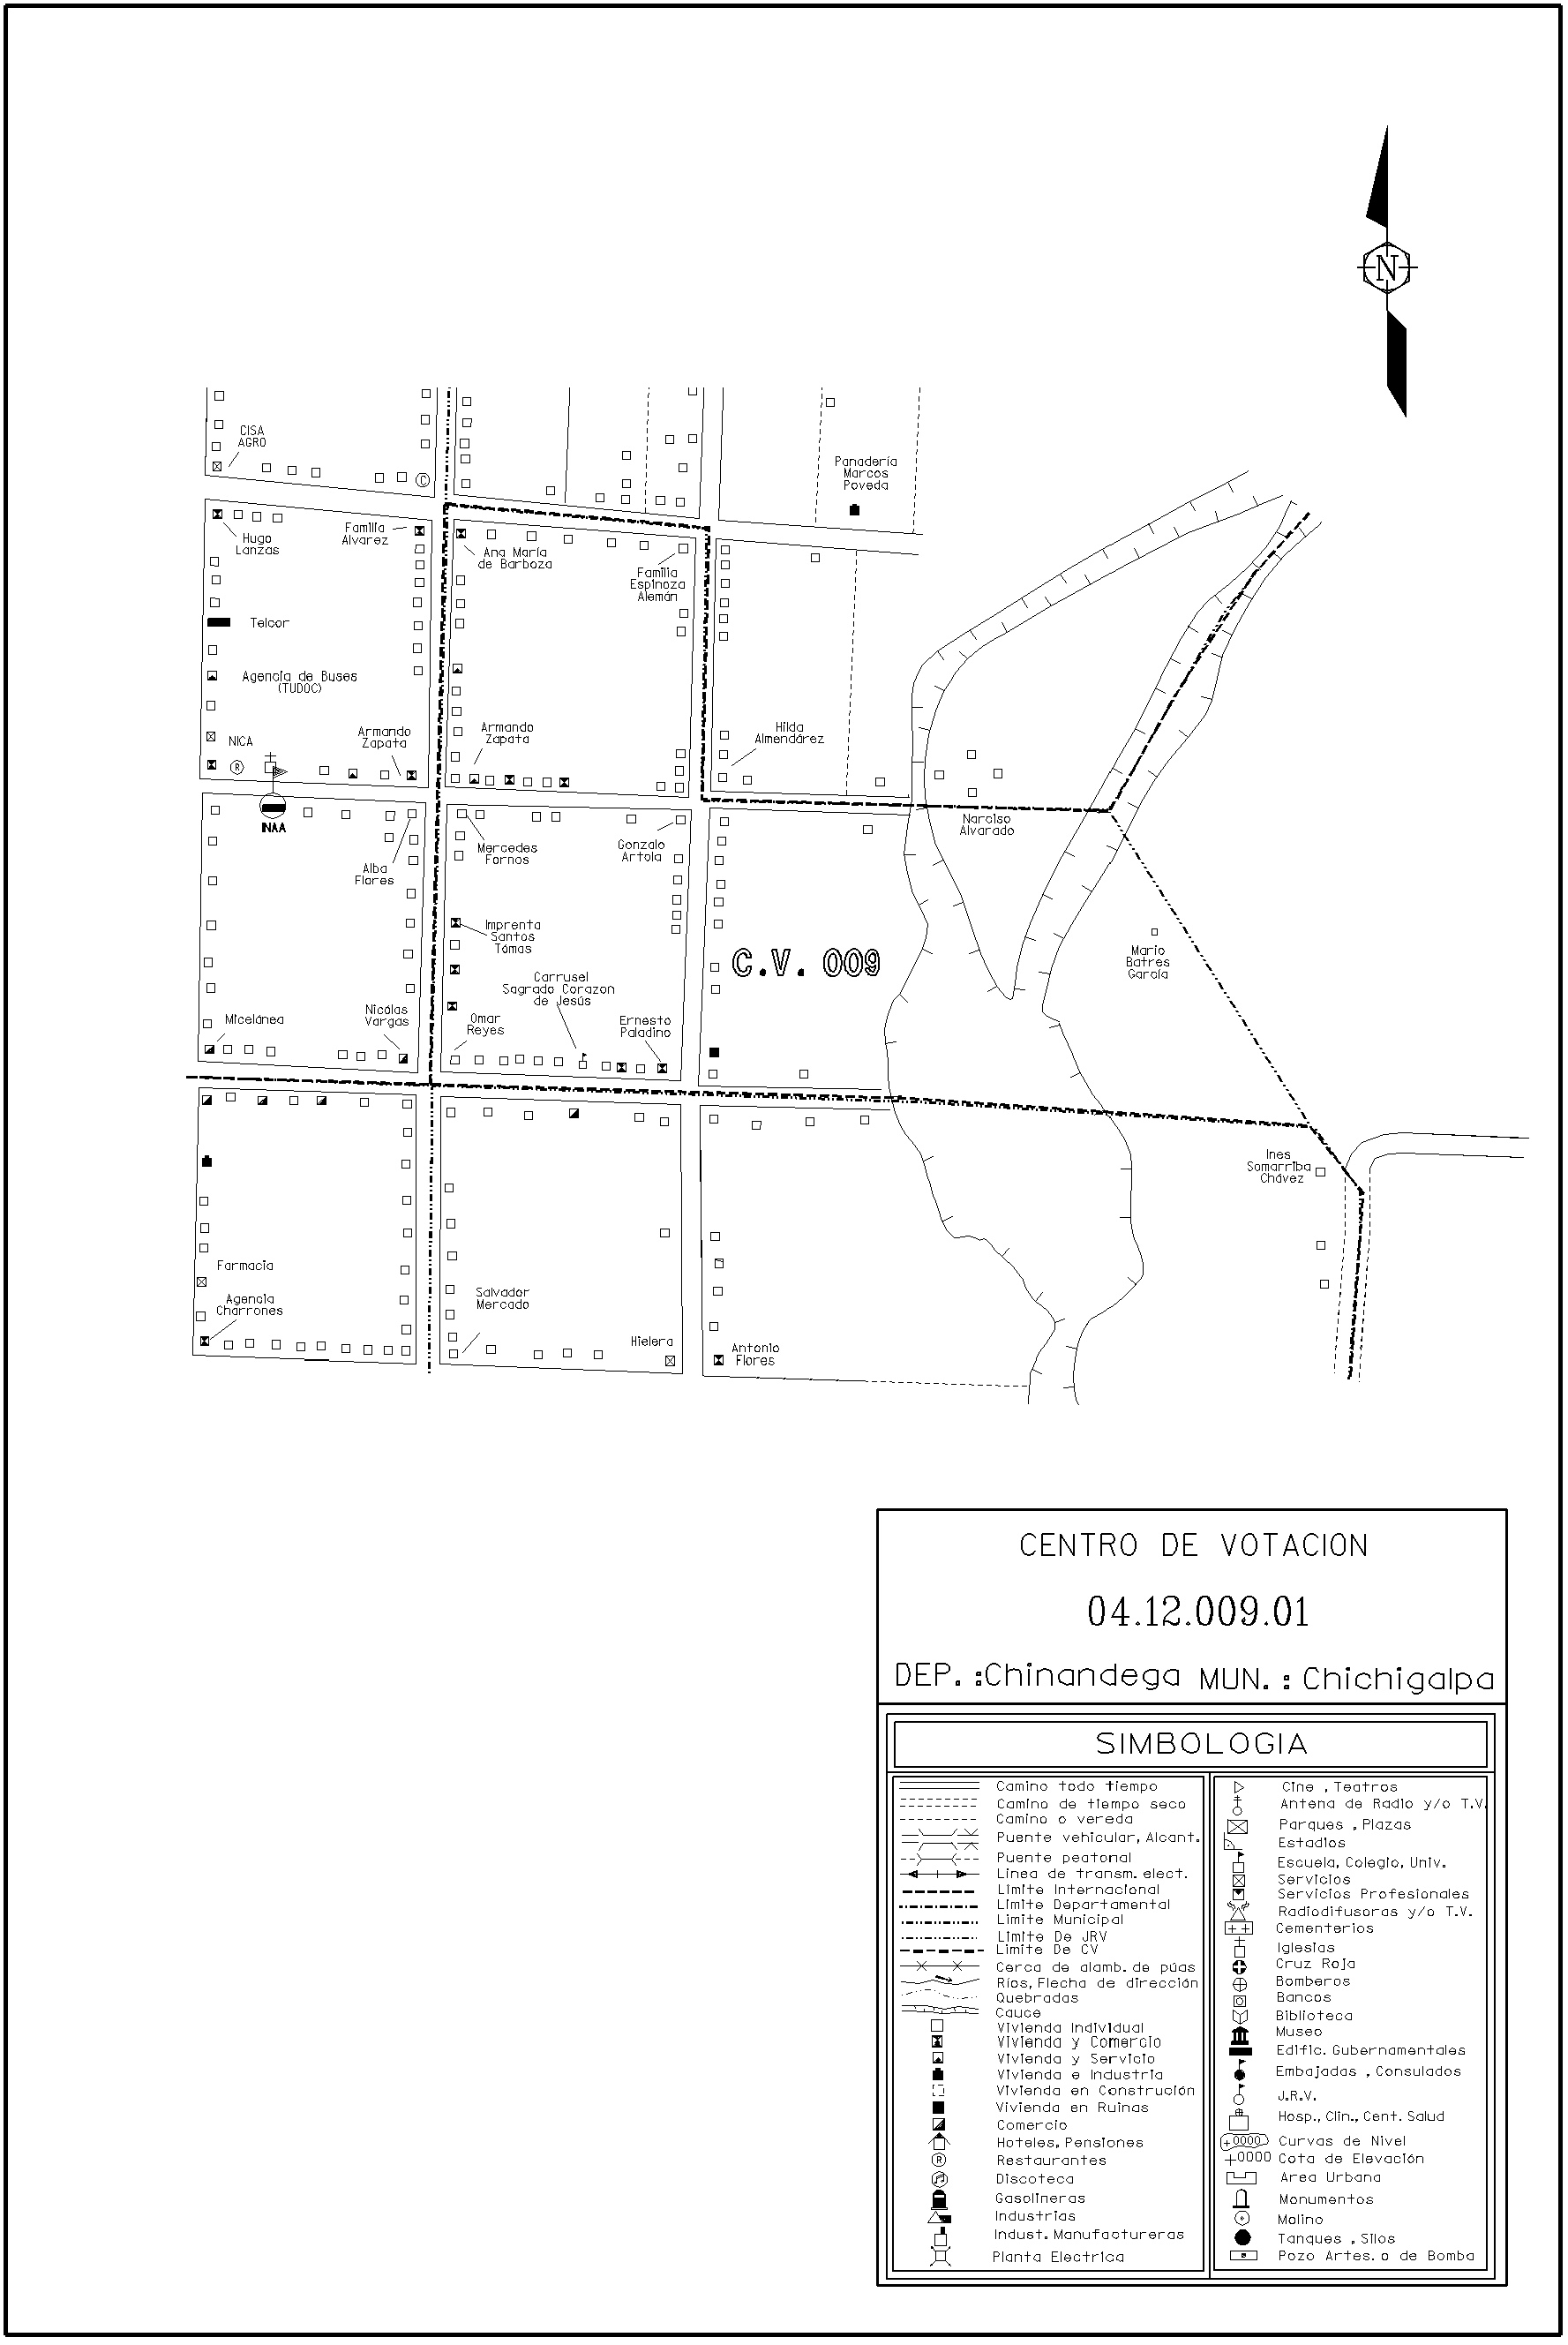 N
CISA
AGRO
C
Panadería
Marcos
Poveda
Hugo
Lanzas
Familia
Alvarez
Ana María
de Barboza
Familia
Espinoza
Alemán
Telcor
Agencia de Buses
(TUDOC)
NICA
R
Armando
Zapata
Armando
Zapata
Hilda
Almendárez
INAA
Alba
Flores
Mercedes
Fornos
Gonzalo
Artola
Narciso
Alvarado
Imprenta
Santos
Tómas
C.V. 009
Mario
Batres
García
Carrusel
Sagrado Corazon
de Jesús
Micelánea
Nicólas
Vargas
Omar
Reyes
Ernesto
Paladino
Ines
Somarriba
Chávez
Farmacia
Agencia
Charrones
Salvador
Mercado
Hielera
Antonio
Flores
CENTRO DE VOTACION
04.12.009.01
DEP. :Chinandega MUN. : Chichigalpa
SIMBOLOGIA
Camino todo tiempo
Camino de tiempo seco
Camino o vereda
Puente vehicular, Alcant.
Puente peatonal
Linea de transm. elect.
Limite Internacional
Limite Departamental
Limite Municipal
Limite De JRV
Limite De CV
Cerca de alamb. de púas
Ríos, Flecha de dirección
Quebradas
Cauce
Vivienda Individual
Vivienda y Comercio
Vivienda y Servicio
Vivienda e Industria
Vivienda en Construción
Vivienda en Ruinas
Comercio
Hoteles, Pensiones
R Restaurantes
Discoteca
Gasolineras
Industrias
Indust. Manufactureras
Planta Electrica
Cine , Teatros
Antena de Radio y/o T.V.
Parques , Plazas
Estadios
Escuela, Colegio, Univ.
Servicios
Servicios Profesionales
Radiodifusoras y/o T.V.
Cementerios
Iglesias
Cruz Roja
Bomberos
Bancos
Biblioteca
Museo
Edific. Gubernamentales
Embajadas , Consulados
J.R.V.
Hosp., Clin., Cent. Salud
+0000 Curvas de Nivel
+0000 Cota de Elevación
Area Urbana
Monumentos
Molino
Tanques , Silos
Pozo Artes. o de Bomba